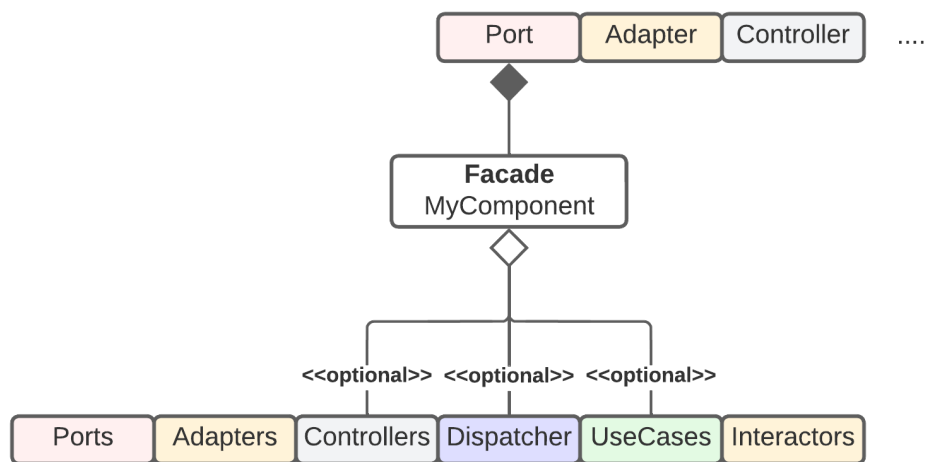 Port Adapter Controller ....
Facade
MyComponent
<<optional>> <<optional>> <<optional>>
Ports Adapters Controllers Dispatcher UseCases Interactors